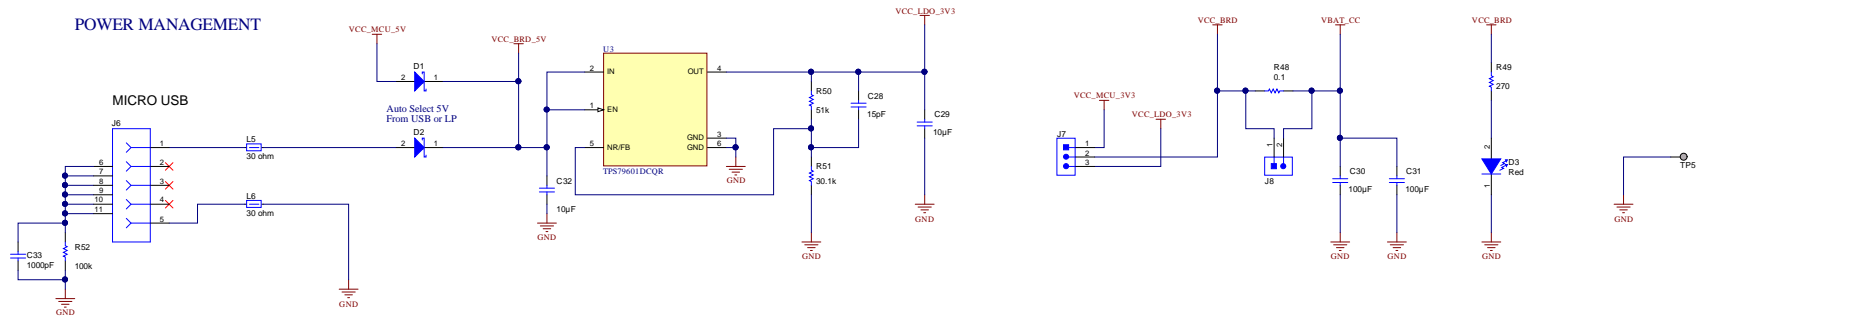 POWER MANAGEMENT
MICRO USB
J6
1
2
3
4
5
6
7
8
9
10
11
C33
1000pF
R52
100k
GND
L5
30 ohm
L6
30 ohm
GND
VCC_MCU_5V
D1
2
1
Auto Select 5V
From USB or LP
D2
2
1
VCC_BRD_5V
C32
10µF
GND
U3
2
IN
1
EN
5
NR/FB
OUT
4
GND
3
GND
6
TPS79601DCQR
GND
R50
51k
C28
15pF
R51
30.1k
GND
VCC_LDO_3V3
C29
10µF
GND
VCC_MCU_3V3
VCC_LDO_3V3
J7
1
2
3
VCC_BRD
VBAT_CC
R48
0.1
1
2
J8
C30
100µF
GND
C31
100µF
GND
VCC_BRD
R49
270
2
D3
Red
1
GND
TP5
GND